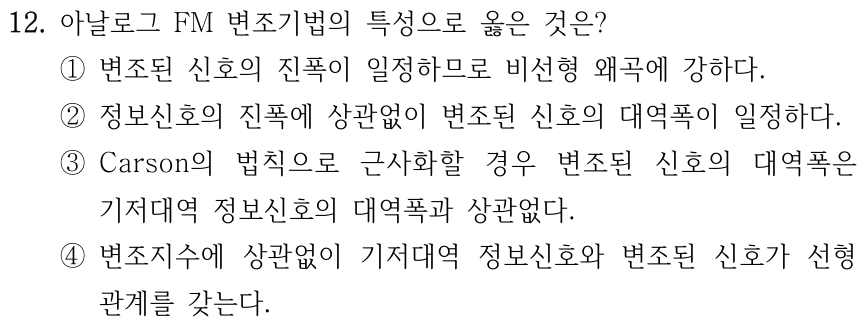 12. 아날로그 FM 변조기법의 특성으로 옳은 것은?
① 변조된 신호의 진폭이 일정하므로 비선형 왜곡에 강하다.
② 정보신호의 진폭에 상관없이 변조된 신호의 대역폭이 일정하다.
③ Carson의 법칙으로 근사화할 경우 변조된 신호의 대역폭은
기저대역 정보신호의 대역폭과 상관없다.
④ 변조지수에 상관없이 기저대역 정보신호와 변조된 신호가 선형
관계를 갖는다.